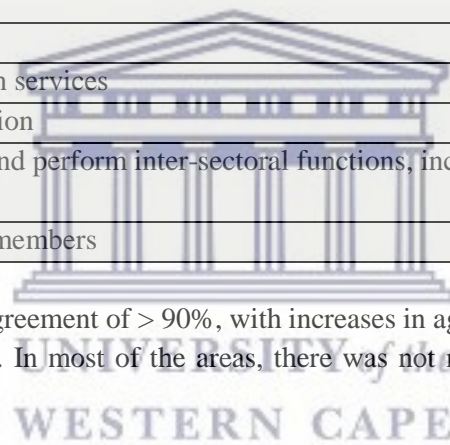 n services
ion
nd perform inter-sectoral functions, inc
members
greement of > 90%, with increases in ag
. In most of the areas, there was not
UNIVERSITY of the
WESTERN CAPE